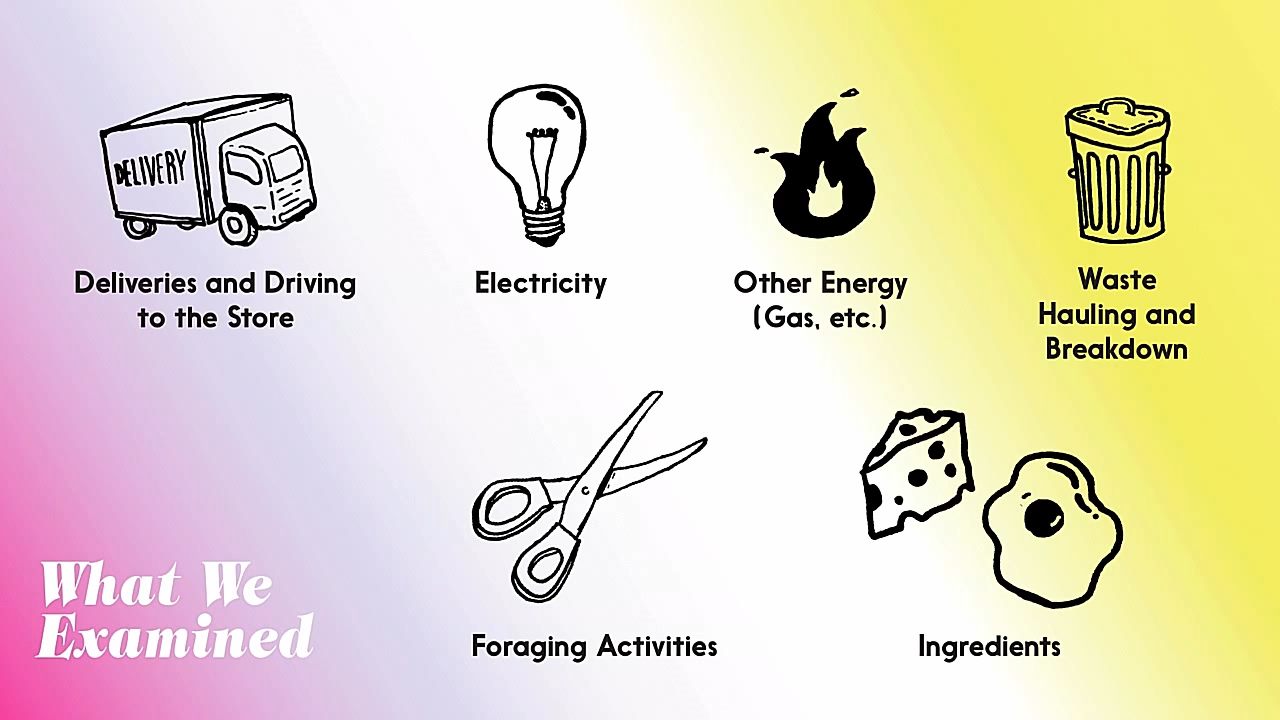 DELIVERY
Deliveries and Driving
to the Store
Electricity
Other Energy
(Gas, etc.)
Waste
Hauling and
Breakdown
Foraging Activities
Ingredients
What We
Examined